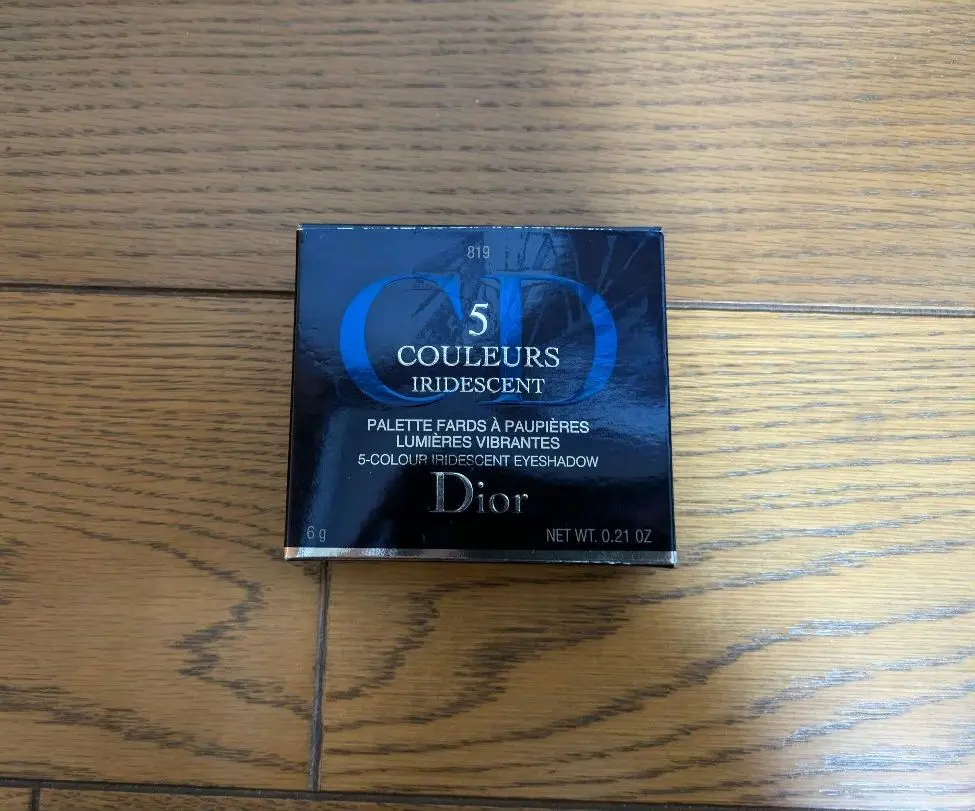 819
CD
5
COULEURS
IRIDESCENT
PALETTE FARDS À PAUPIÈRES
LUMIÈRES VIBRANTES
5-COLOUR IRIDESCENT EYESHADOW
Dior
6 g NET WT. 0.21 OZ